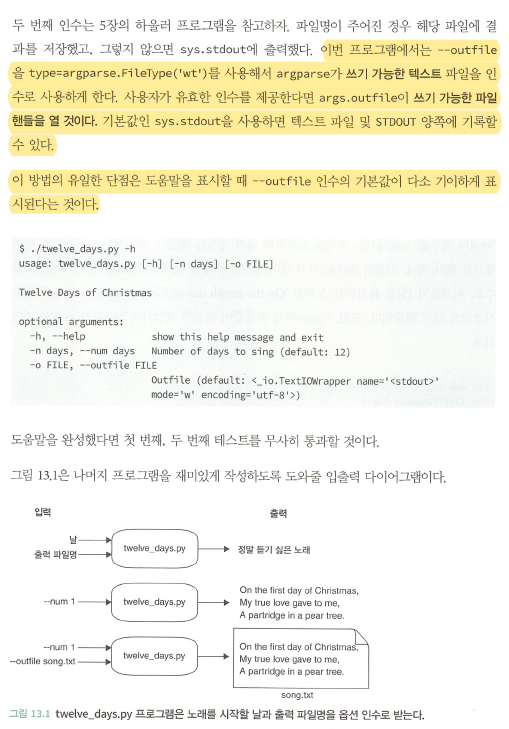 두 번째 인수는 5장의 하울러 프로그램을 참고하자. 파일명이 주어진 경우 해당 파일에 결
과를 저장했고, 그렇지 않으면 sys.stdout에 출력했다. 이번 프로그램에서는 --outfile
을 type=argparse.FileType('wt')를 사용해서 argparse가 쓰기 가능한 텍스트 파일을 인
수로 사용하게 한다. 사용자가 유효한 인수를 제공한다면 args.outfile이 쓰기 가능한 파일
핸들을 열 것이다. 기본값인 sys.stdout을 사용하면 텍스트 파일 및 STDOUT 양쪽에 기록할
수 있다.
이 방법의 유일한 단점은 도움말을 표시할 때 --outfile 인수의 기본값이 다소 기이하게 표
시된다는 것이다.
$ ./twelve_days.py -h
usage: twelve_days.py [-h] [-n days] [-o FILE]
Twelve Days of Christmas
optional arguments:
-h, --help show this help message and exit
-n days, --num days Number of days to sing (default: 12)
-o FILE, --outfile FILE
Outfile (default: <_io.TextIOWrapper name='<stdout>'
mode='w' encoding='utf-8'>)
도움말을 완성했다면 첫 번째, 두 번째 테스트를 무사히 통과할 것이다.
그림 13.1은 나머지 프로그램을 재미있게 작성하도록 도와줄 입출력 다이어그램이다.
입력 출력
날
출력 파일명
twelve_days.py
정말 듣기 싫은 노래
--num 1
twelve_days.py
On the first day of Christmas,
My true love gave to me,
A partridge in a pear tree.
--num 1
--outfile song.txt
twelve_days.py
On the first day of Christmas,
My true love gave to me,
A partridge in a pear tree.
song.txt
그림 13.1 twelve_days.py 프로그램은 노래를 시작할 날과 출력 파일명을 옵션 인수로 받는다.